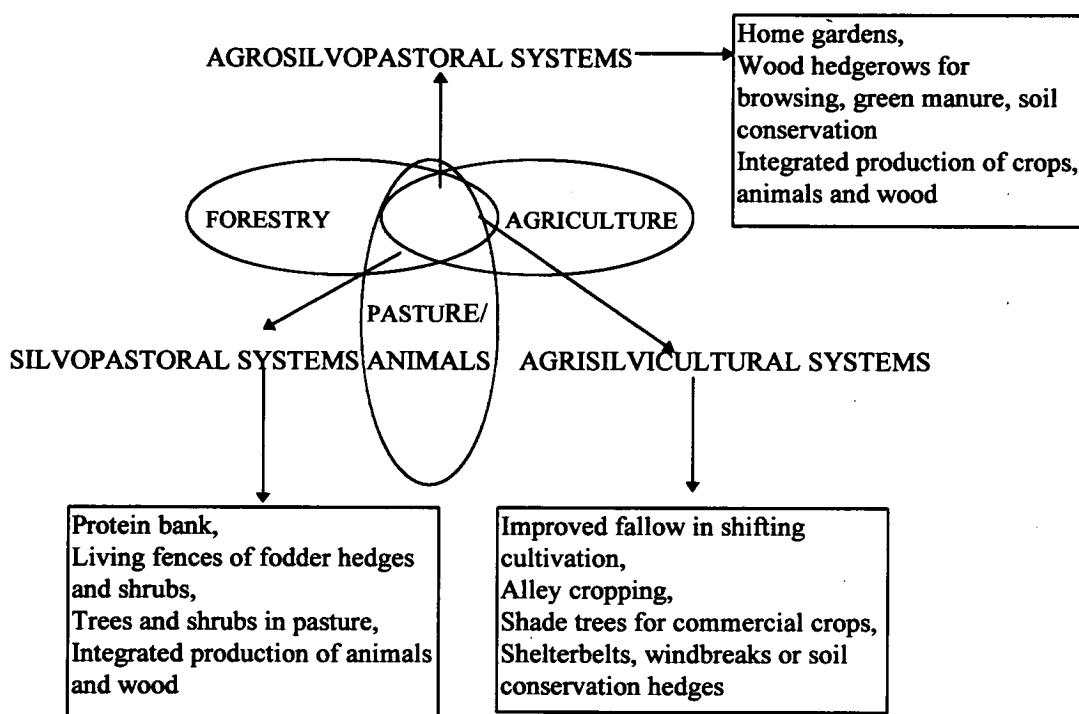 AGROSILVOPASTORAL SYSTEMS
Home gardens,
Wood hedgerows for
browsing, green manure, soil
conservation
Integrated production of crops,
animals and wood
FORESTRY
AGRICULTURE
PASTURE/
ANIMALS
SILVOPASTORAL SYSTEMS
AGRISILVICULTURAL SYSTEMS
Protein bank,
Living fences of fodder hedges
and shrubs,
Trees and shrubs in pasture,
Integrated production of animals
and wood
Improved fallow in shifting
cultivation,
Alley cropping,
Shade trees for commercial crops,
Shelterbelts, windbreaks or soil
conservation hedges